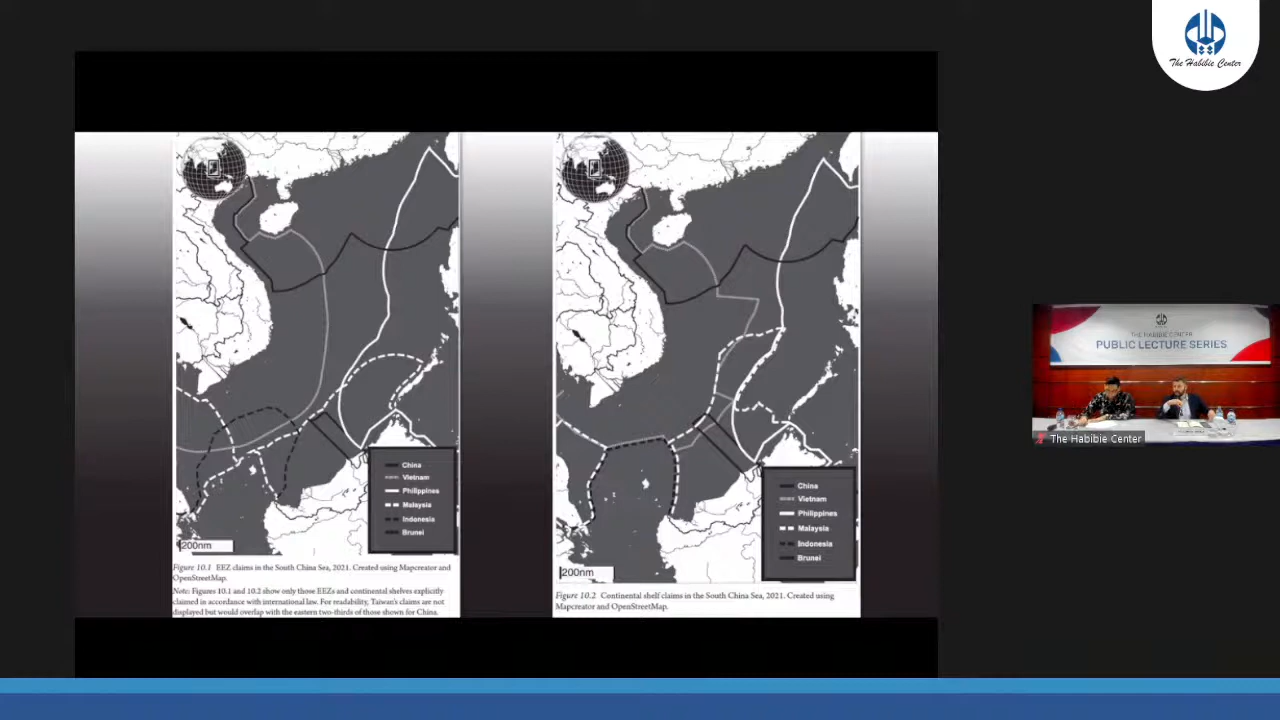 The Habibie Center
China
Vietnam
Philippines
Malaysia
Indonesia
Brunei
200nm
Figure 10.1 EEZ claims in the South China Sea, 2021. Created using Mapcreator and
OpenStreetMap.
Note: Figures 10.1 and 10.2 show only those EEZs and continental shelves explicitly
claimed in accordance with international law. For readability, Taiwan's claims are not
displayed but would overlap with the eastern two-thirds of those shown for China.
China
Vietnam
Philippines
Malaysia
Indonesia
Brunei
200nm
Figure 10.2 Continental shelf claims in the South China Sea, 2021. Created using
Mapcreator and OpenStreetMap.
THE HABIBIE CENTER
PUBLIC LECTURE SERIES
The Habibie Center